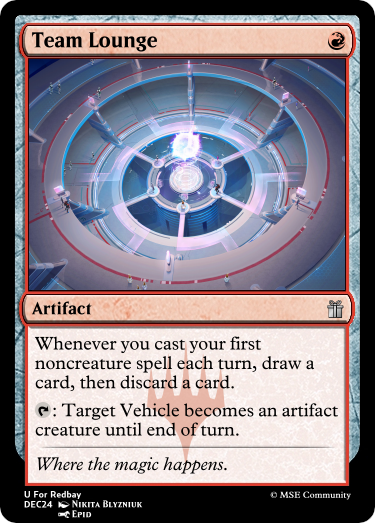 Team Lounge
Artifact
Whenever you cast your first
noncreature spell each turn, draw a
card, then discard a card.
: Target Vehicle becomes an artifact
creature until end of turn.
Where the magic happens.
U For Redbay
DEC24 Nikita Blyzniuk
© MSE Community
Epid